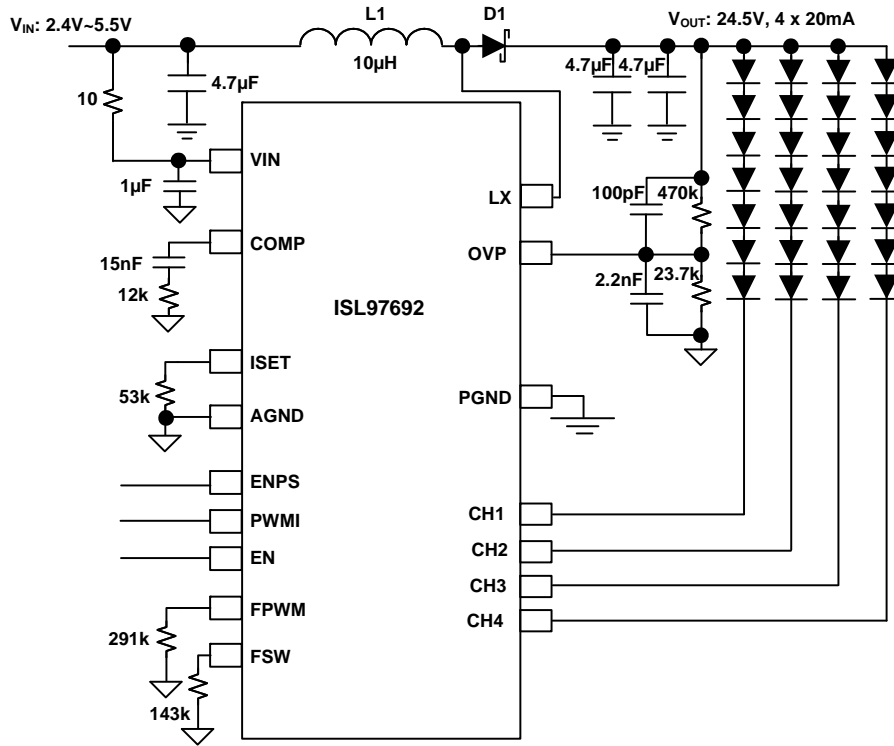 V_IN: 2.4V~5.5V
L1
D1
V_OUT: 24.5V, 4 x 20mA
10µH
4.7µF
4.7µF 4.7µF
10
VIN
1µF
LX
100pF 470k
COMP
OVP
15nF
2.2nF 23.7k
12k
ISL97692
ISET
53k
PGND
AGND
ENPS
CH1
PWMI
CH2
EN
CH3
FPWM
CH4
291k
FSW
143k